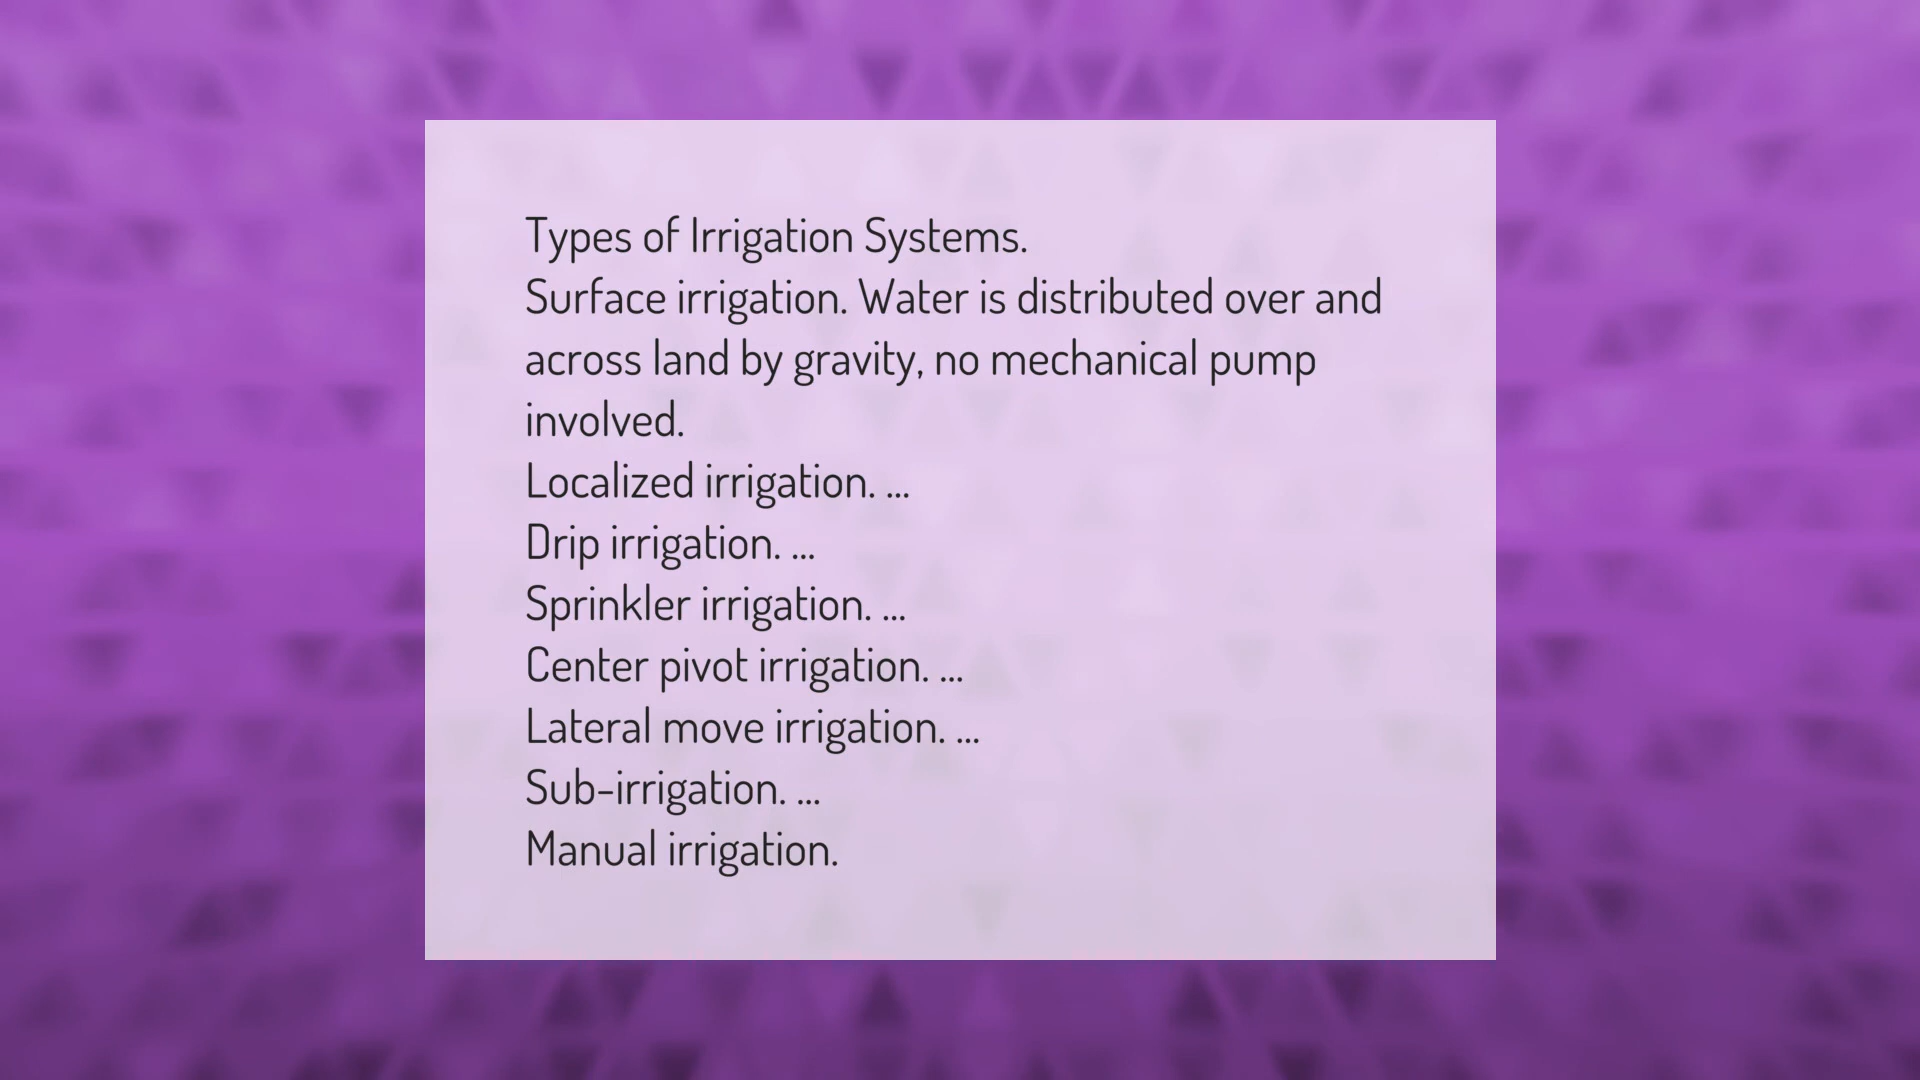 Types of Irrigation Systems.
Surface irrigation. Water is distributed over and
across land by gravity, no mechanical pump
involved.
Localized irrigation. ...
Drip irrigation. ...
Sprinkler irrigation. ...
Center pivot irrigation. ...
Lateral move irrigation. ...
Sub-irrigation. ...
Manual irrigation.